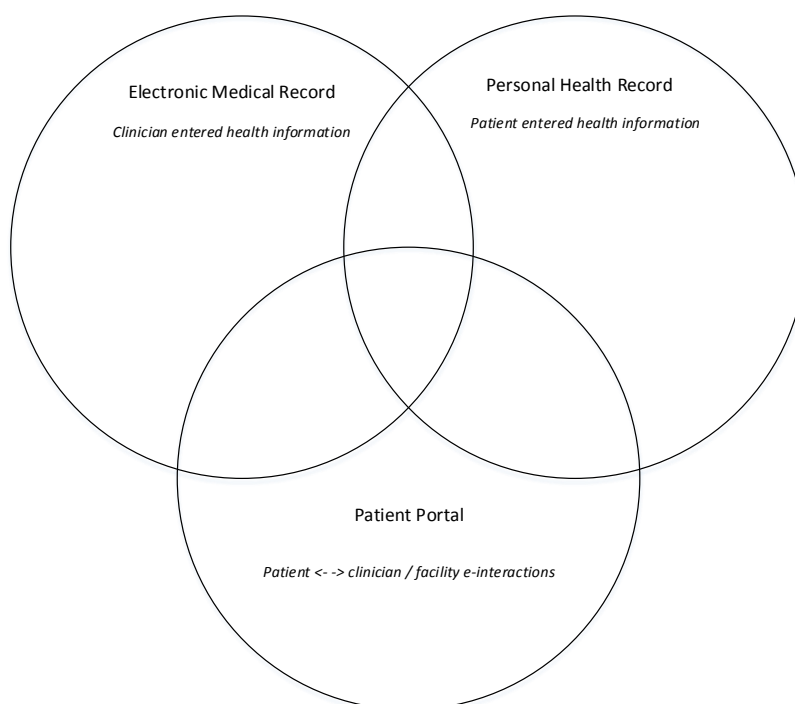 Electronic Medical Record
Clinician entered health information
Personal Health Record
Patient entered health information
Patient Portal
Patient <- -> clinician / facility e-interactions